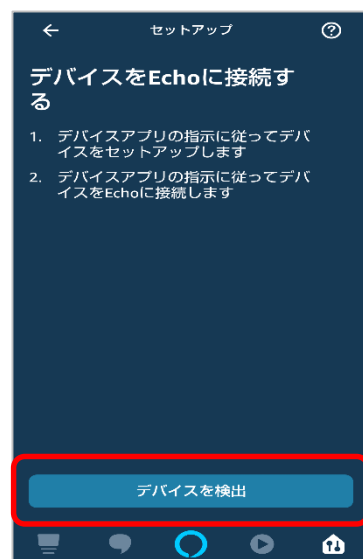 セットアップ
デバイスをEchoに接続す
る
1. デバイスアプリの指示に従ってデバ
イスをセットアップします
2. デバイスアプリの指示に従ってデバ
イスをEchoに接続します
デバイスを検出